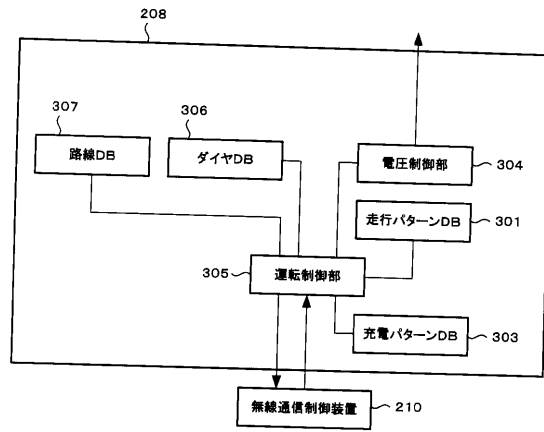 208
307
306
路線DB
ダイヤDB
電圧制御部
304
走行パターンDB
301
305
運転制御部
充電パターンDB
303
無線通信制御装置
210